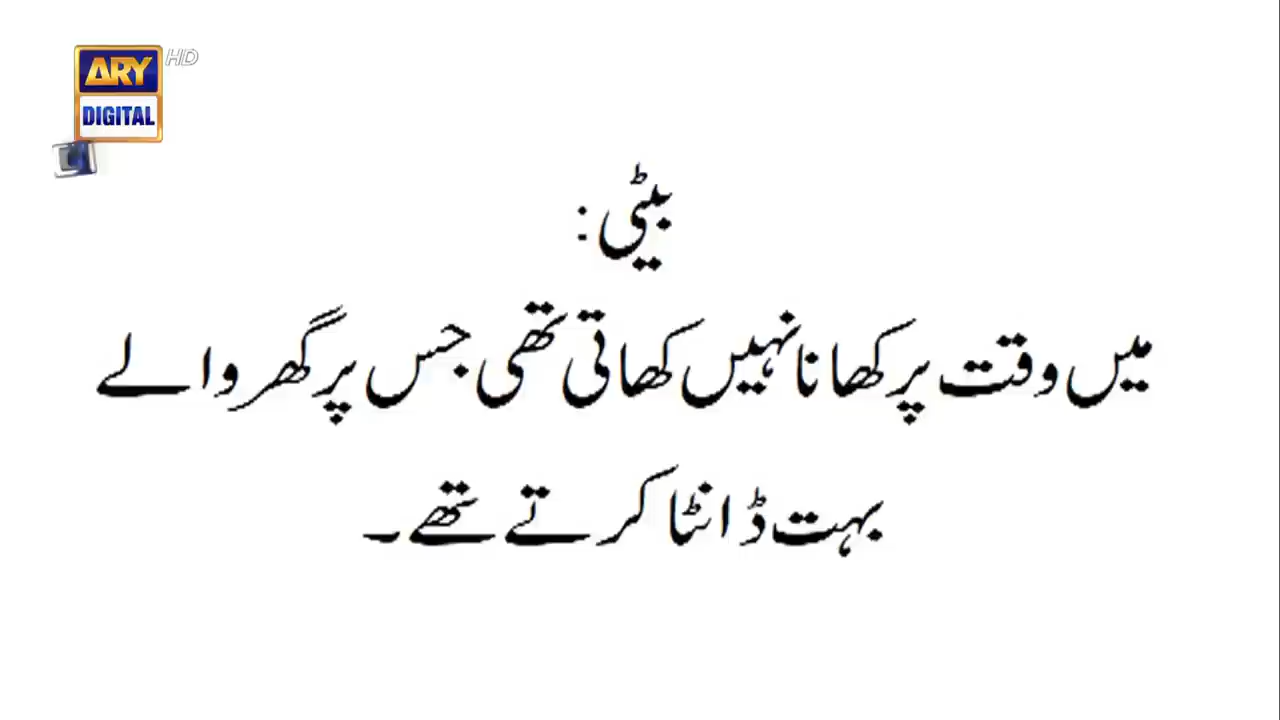 ARY HD
DIGITAL
بیٹی :
میں وقت پر کھانا نہیں کھاتی تھی جس پر گھر والے
بہت ڈانٹا کرتے تھے۔